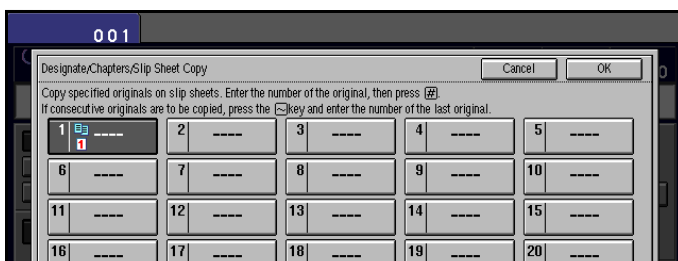 001
Designate/Chapters/Slip Sheet Copy Cancel OK
Copy specified originals on slip sheets. Enter the number of the original, then press #.
If consecutive originals are to be copied, press the ~key and enter the number of the last original.
1 1 ---- 2 ---- 3 ---- 4 ---- 5 ----
6 ---- 7 ---- 8 ---- 9 ---- 10 ----
11 ---- 12 ---- 13 ---- 14 ---- 15 ----
16 ---- 17 ---- 18 ---- 19 ---- 20 ----